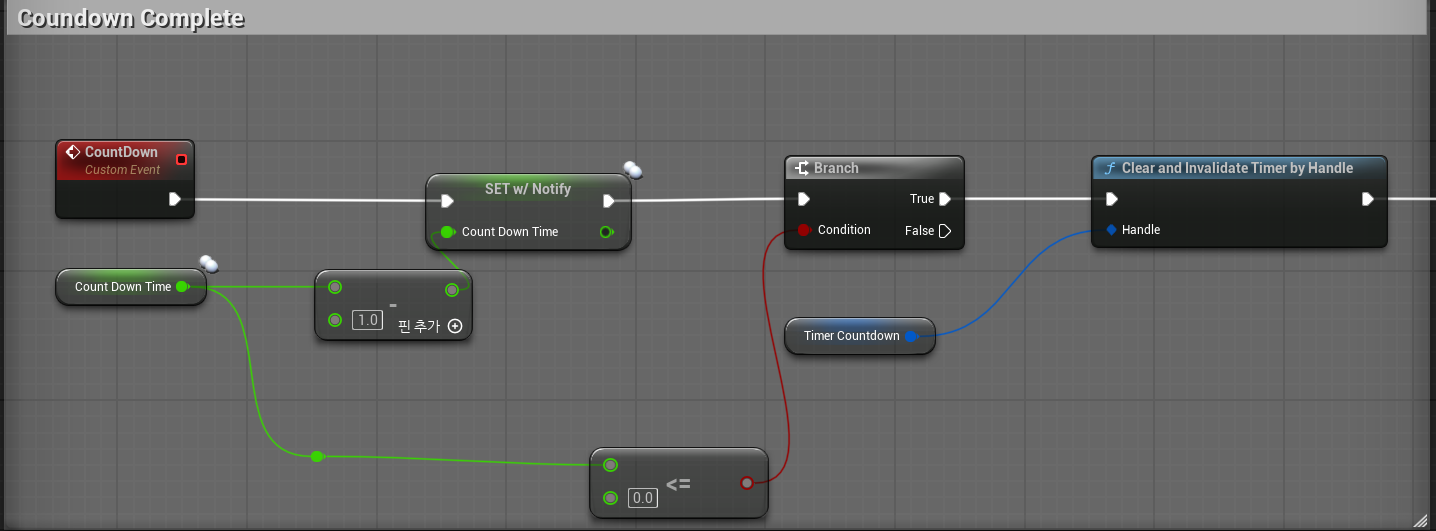 Coundown Complete
CountDown
Custom Event
SET w/ Notify
Count Down Time
Branch
True
Condition
False
Clear and Invalidate Timer by Handle
Handle
Count Down Time
-
1.0
핀 추가
Timer Countdown
<=
0.0